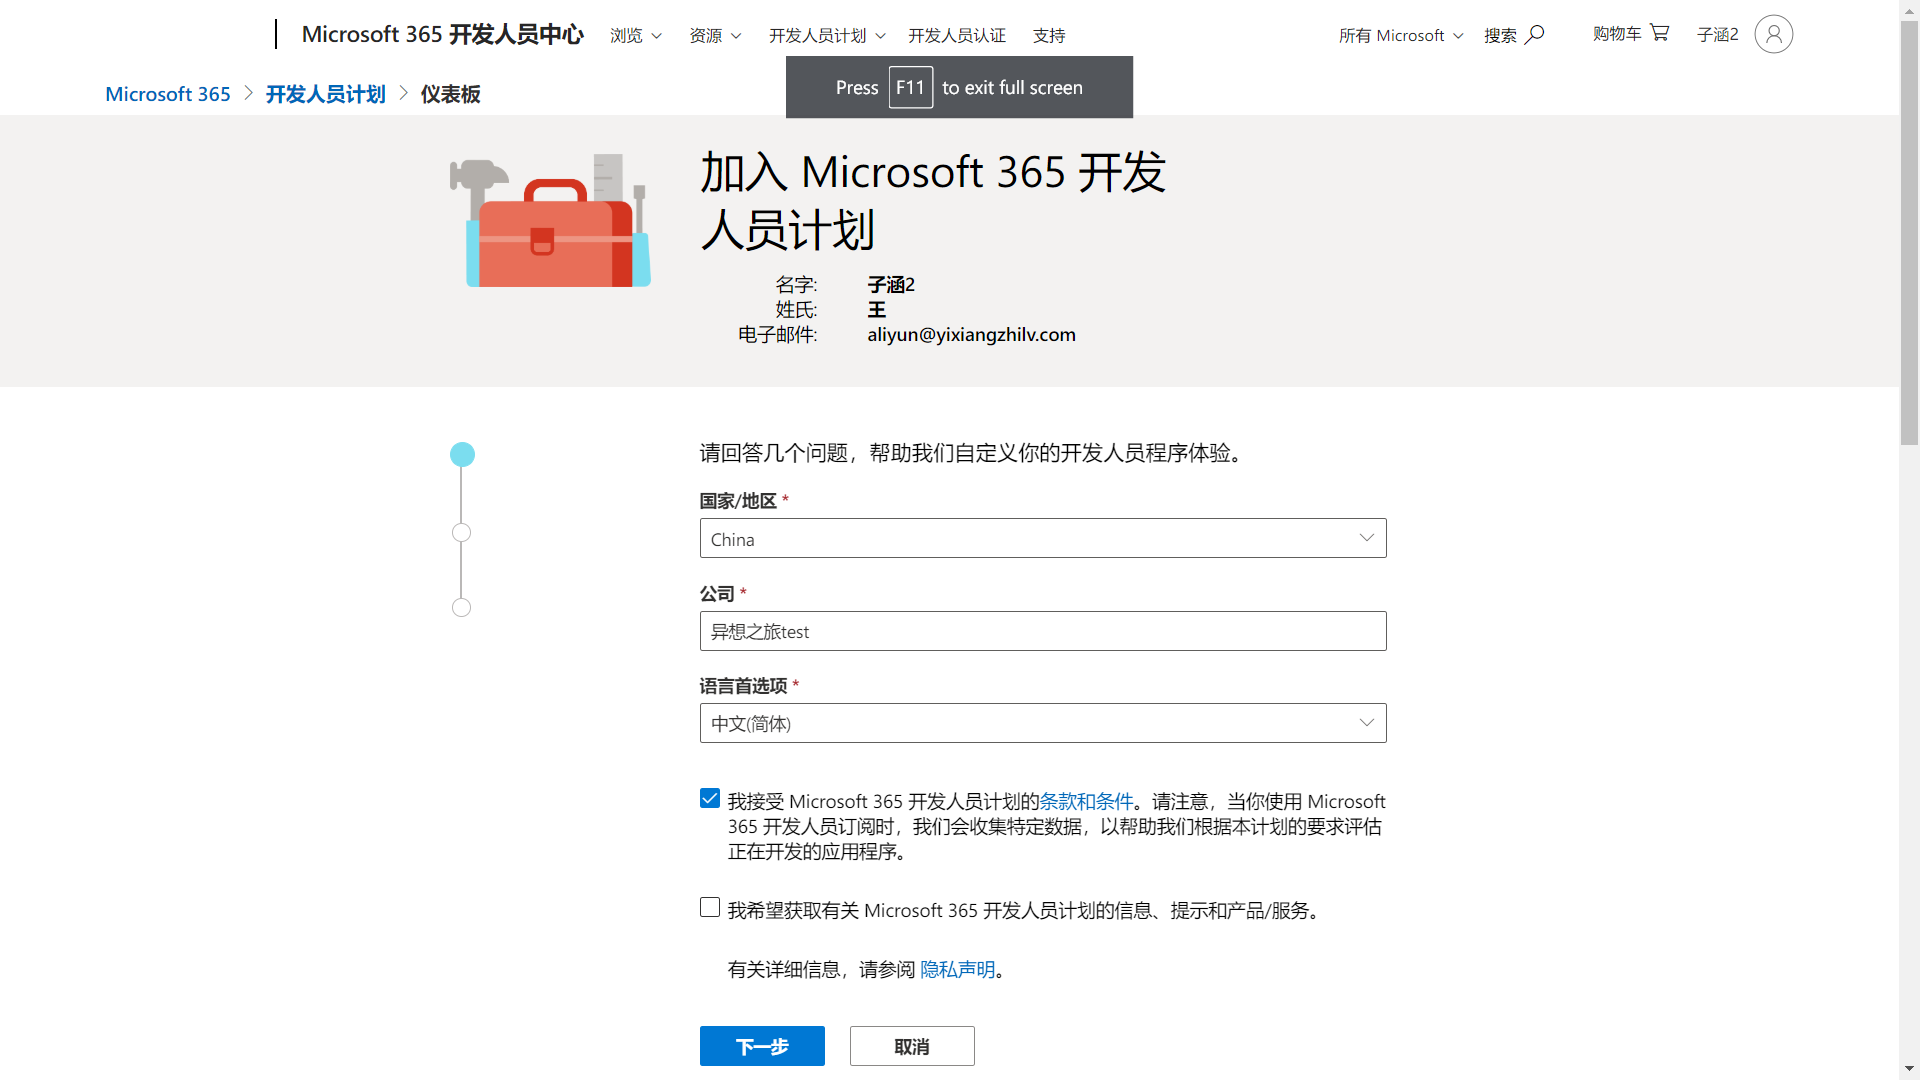 Microsoft 365 开发人员中心 浏览 资源 开发人员计划 开发人员认证 支持 所有 Microsoft 搜索 购物车 子涵2
Microsoft 365 > 开发人员计划 > 仪表板
Press F11 to exit full screen
加入 Microsoft 365 开发
人员计划
名字: 子涵2
姓氏: 王
电子邮件: aliyun@yixiangzhilv.com
请回答几个问题，帮助我们自定义你的开发人员程序体验。
国家/地区 *
China
公司 *
异想之旅test
语言首选项 *
中文(简体)
我接受 Microsoft 365 开发人员计划的条款和条件。请注意，当你使用 Microsoft
365 开发人员订阅时，我们会收集特定数据，以帮助我们根据本计划的要求评估
正在开发的应用程序。
我希望获取有关 Microsoft 365 开发人员计划的信息、提示和产品/服务。
有关详细信息，请参阅 隐私声明。
下一步 取消